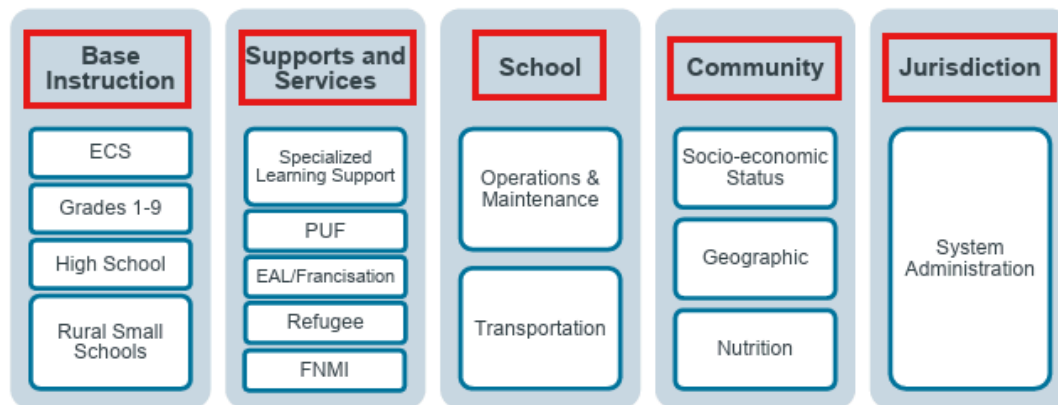 Base
Instruction
ECS
Grades 1-9
High School
Rural Small
Schools
Supports and
Services
Specialized
Learning Support
PUF
EAL/Francisation
Refugee
FNMI
School
Operations &
Maintenance
Transportation
Community
Socio-economic
Status
Geographic
Nutrition
Jurisdiction
System
Administration